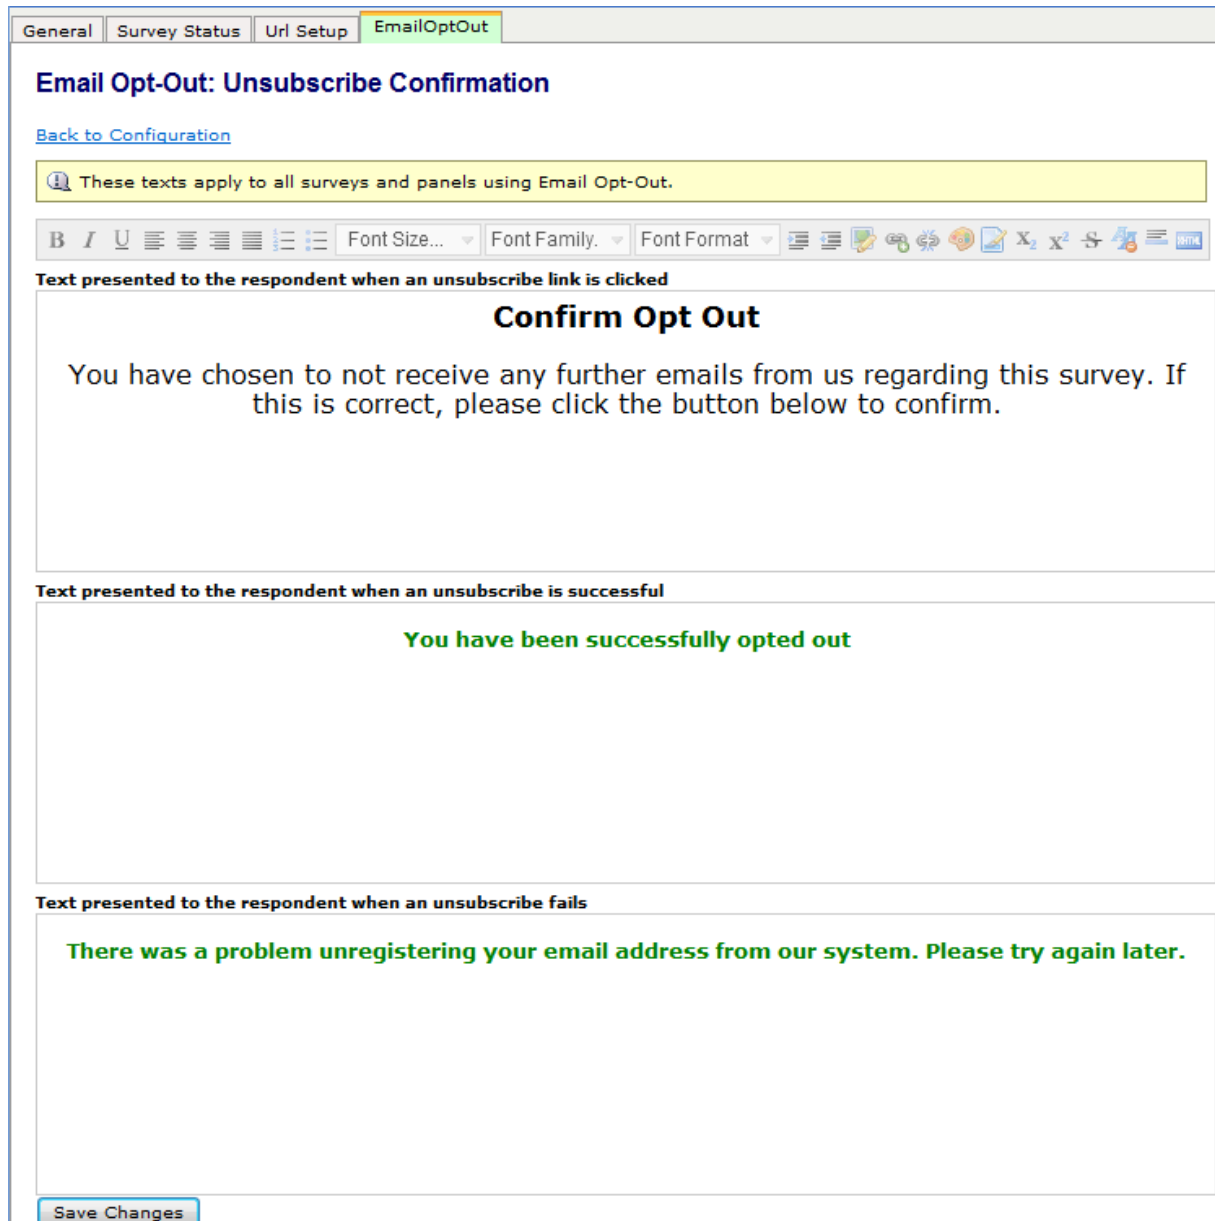 General Survey Status Url Setup EmailOptOut
Email Opt-Out: Unsubscribe Confirmation
Back to Configuration
These texts apply to all surveys and panels using Email Opt-Out.
B I U Font Size... Font Family. Font Format X₂ X² S
Text presented to the respondent when an unsubscribe link is clicked
Confirm Opt Out
You have chosen to not receive any further emails from us regarding this survey. If
this is correct, please click the button below to confirm.
Text presented to the respondent when an unsubscribe is successful
You have been successfully opted out
Text presented to the respondent when an unsubscribe fails
There was a problem unregistering your email address from our system. Please try again later.
Save Changes